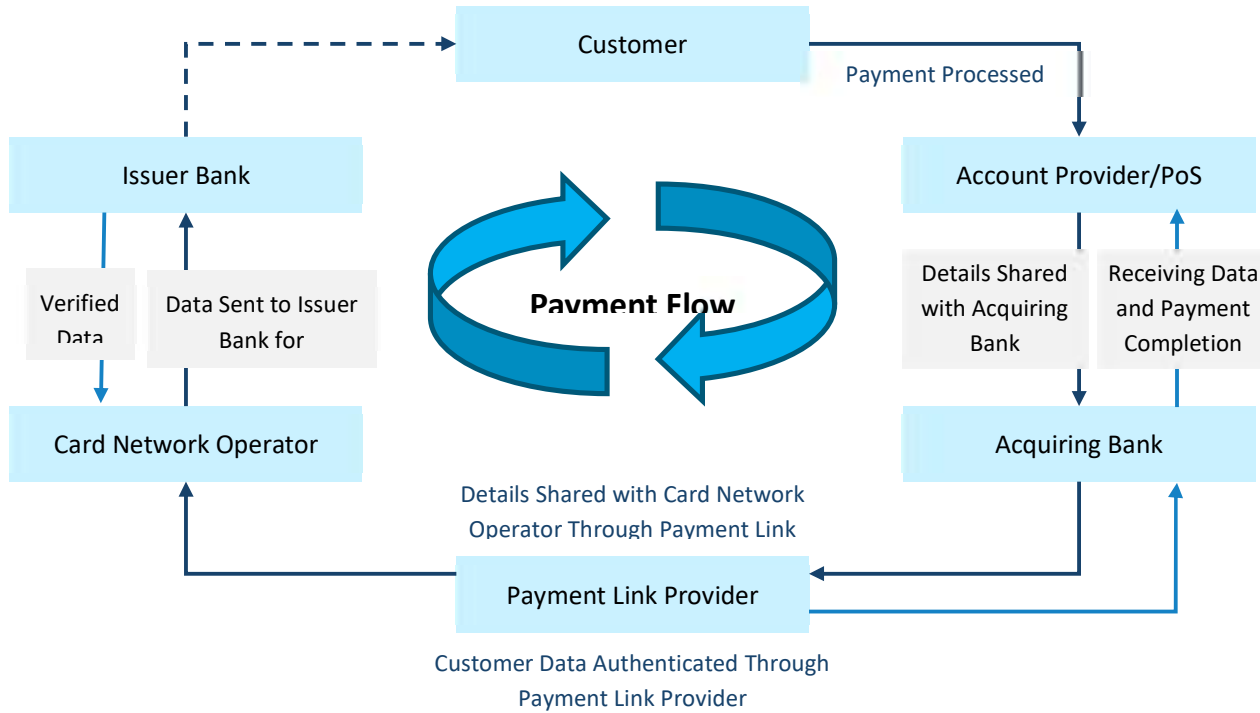 Customer
Payment Processed
Issuer Bank
Account Provider/PoS
Verified
Data
Data Sent to Issuer
Bank for
Payment Flow
Details Shared
with Acquiring
Bank
Receiving Data
and Payment
Completion
Card Network Operator
Acquiring Bank
Details Shared with Card Network
Operator Through Payment Link
Payment Link Provider
Customer Data Authenticated Through
Payment Link Provider